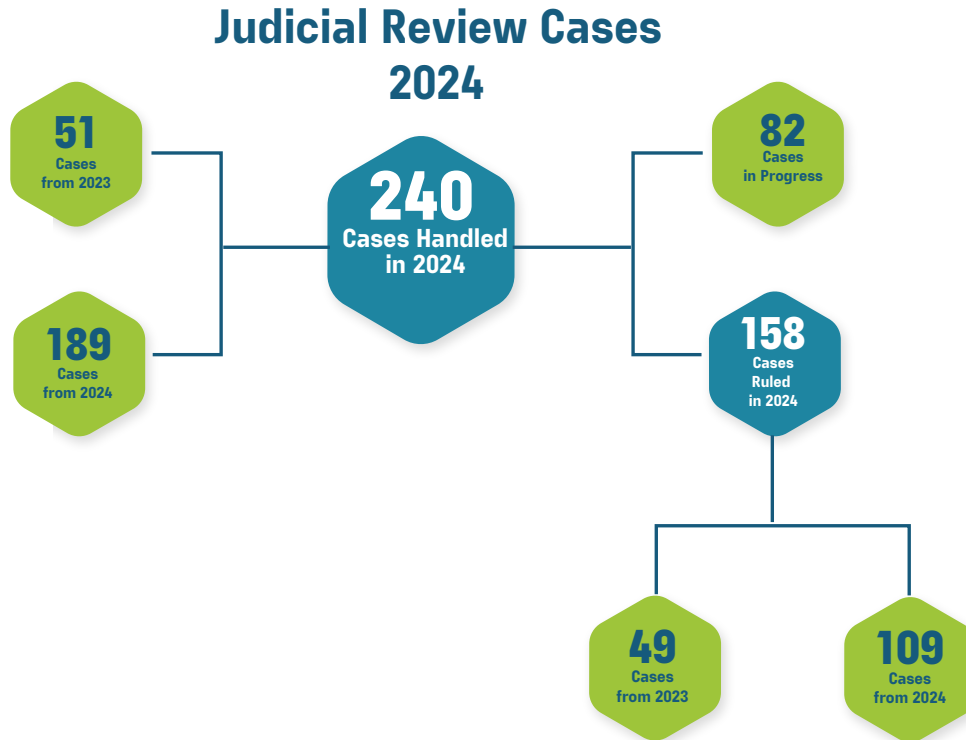 Judicial Review Cases
2024
51
Cases
from 2023
189
Cases
from 2024
240
Cases Handled
in 2024
82
Cases
in Progress
158
Cases
Ruled
in 2024
49
Cases
from 2023
109
Cases
from 2024